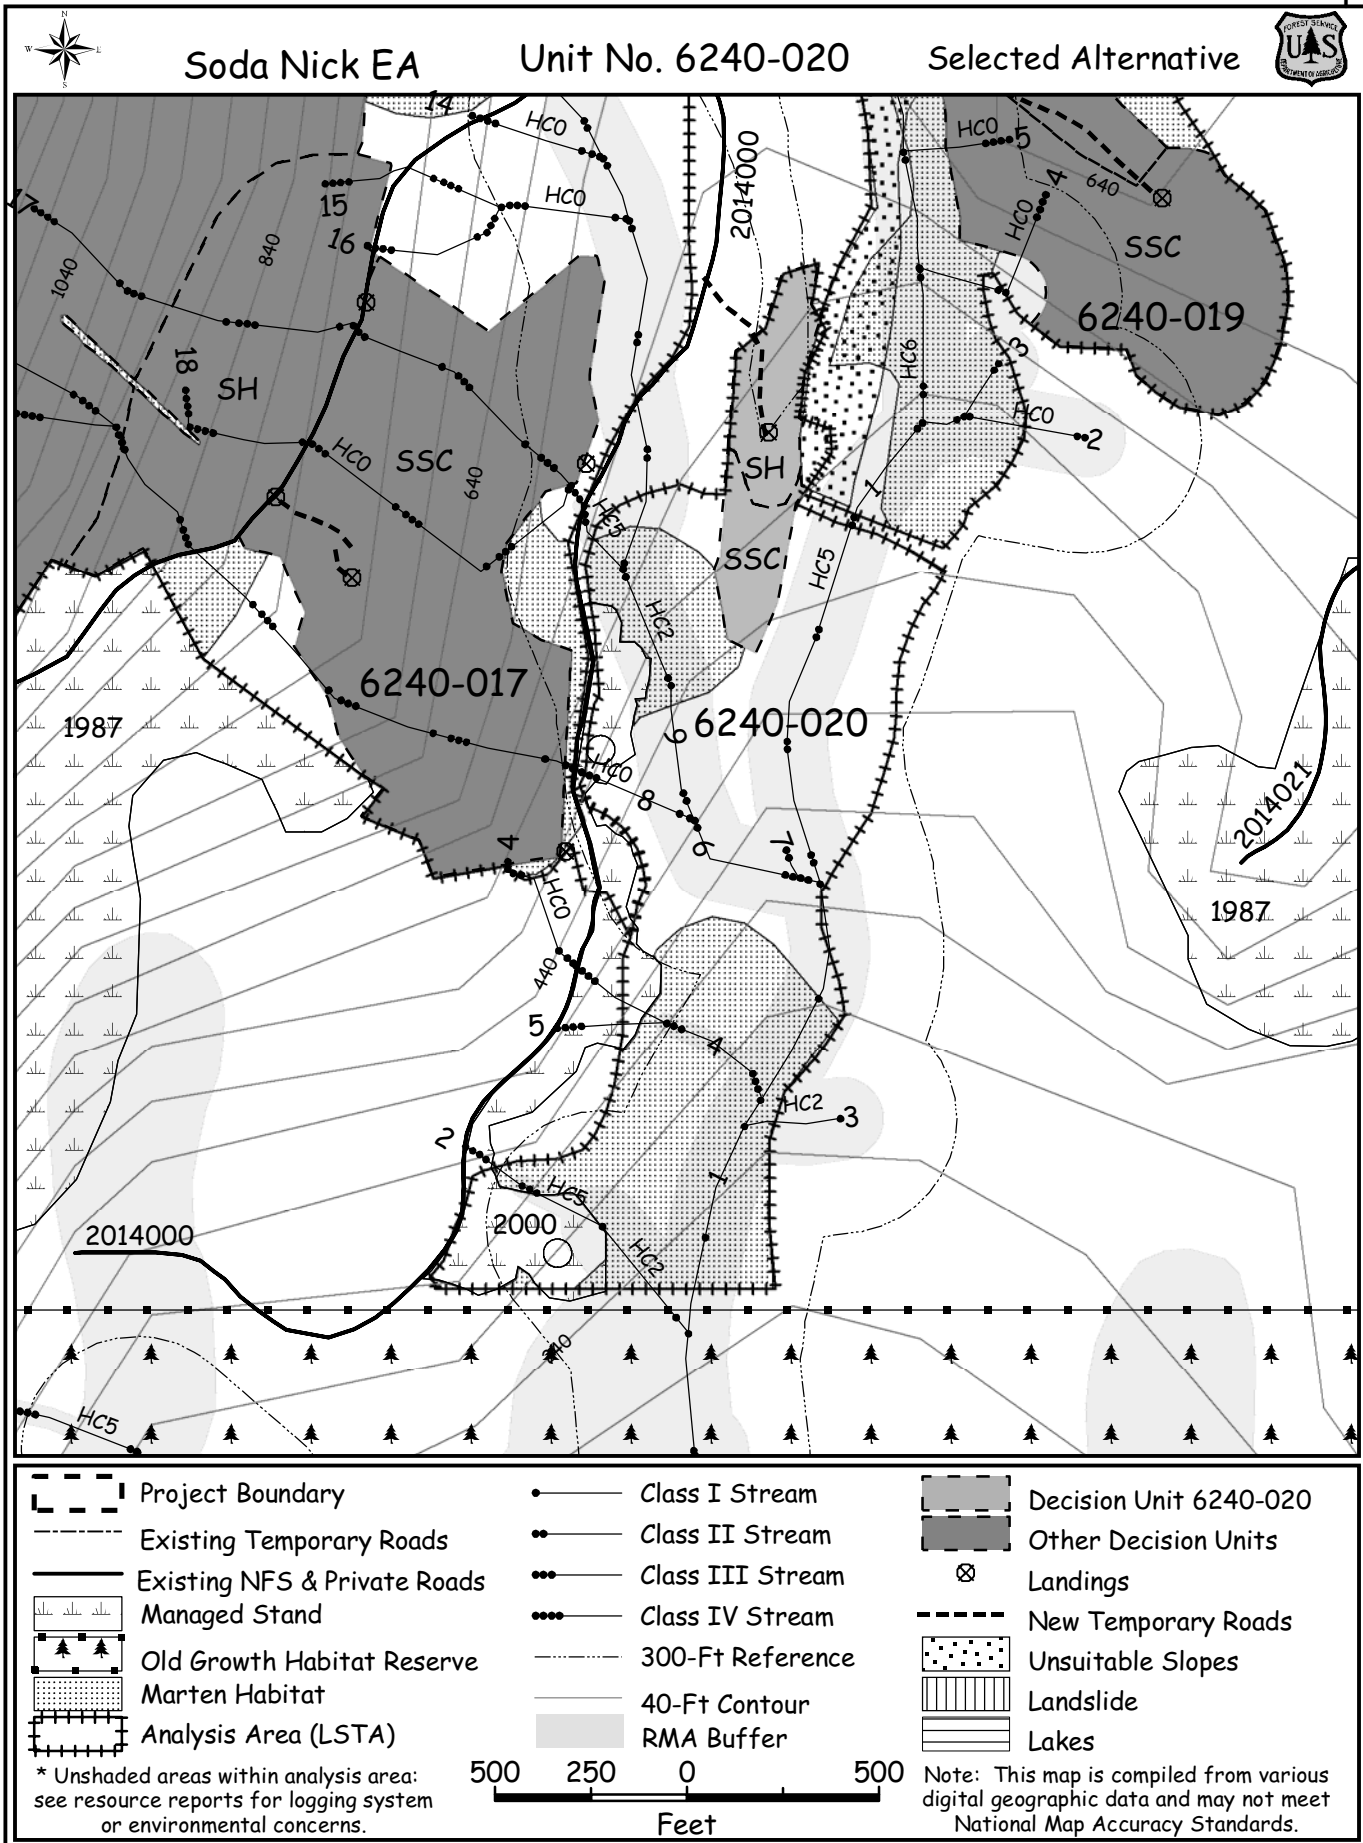 N
W E
S
Soda Nick EA Unit No. 6240-020 Selected Alternative
FOREST SERVICE
U S
DEPARTMENT OF AGRICULTURE
14
HC0
2014000
HC0 5
640
4
17
15
HC0
HC0
SSC
16
840
1040
6240-019
18
SH
HC6
3
HC0
2
HC0
SSC
640
SH
1
HC5
SSC
HC5
HC2
6240-017
1987
9
6240-020
HC0
8
2014021
6
7
4
HC0
1987
440
5
4
HC2
3
2
1
HC5
2000
2014000
HC2
240
HC5
Project Boundary
Existing Temporary Roads
Existing NFS & Private Roads
Managed Stand
Old Growth Habitat Reserve
Marten Habitat
Analysis Area (LSTA)
* Unshaded areas within analysis area:
see resource reports for logging system
or environmental concerns.
Class I Stream
Class II Stream
Class III Stream
Class IV Stream
300-Ft Reference
40-Ft Contour
RMA Buffer
500 250 0 500
Feet
Decision Unit 6240-020
Other Decision Units
Landings
New Temporary Roads
Unsuitable Slopes
Landslide
Lakes
Note: This map is compiled from various
digital geographic data and may not meet
National Map Accuracy Standards.